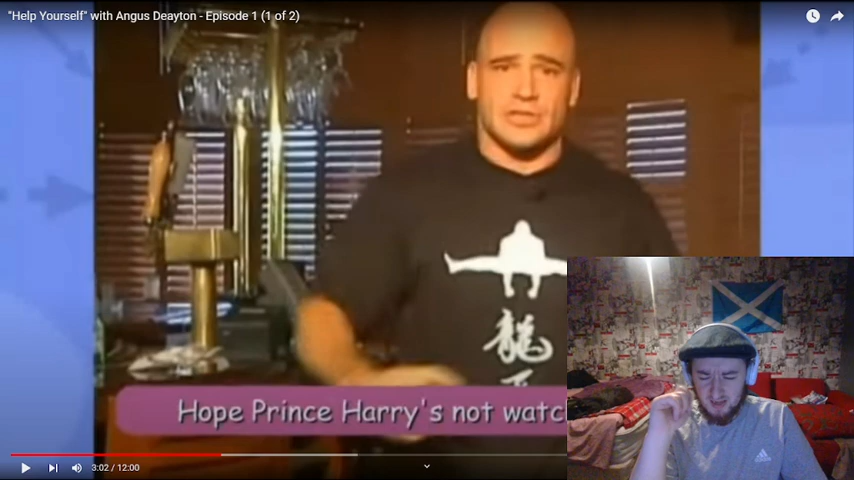 "Help Yourself" with Angus Deayton - Episode 1 (1 of 2)
龍
Hope Prince Harry's not watc
3:02 / 12:00
adidas